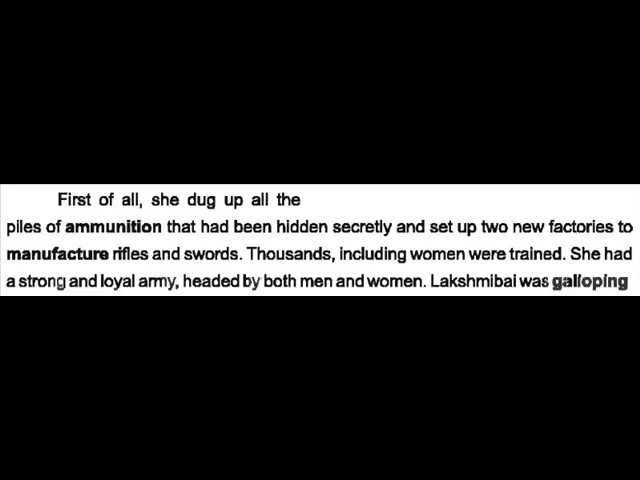 First of all, she dug up all the
piles of ammunition that had been hidden secretly and set up two new factories to
manufacture rifles and swords. Thousands, including women were trained. She had
a strong and loyal army, headed by both men and women. Lakshmibai was galloping